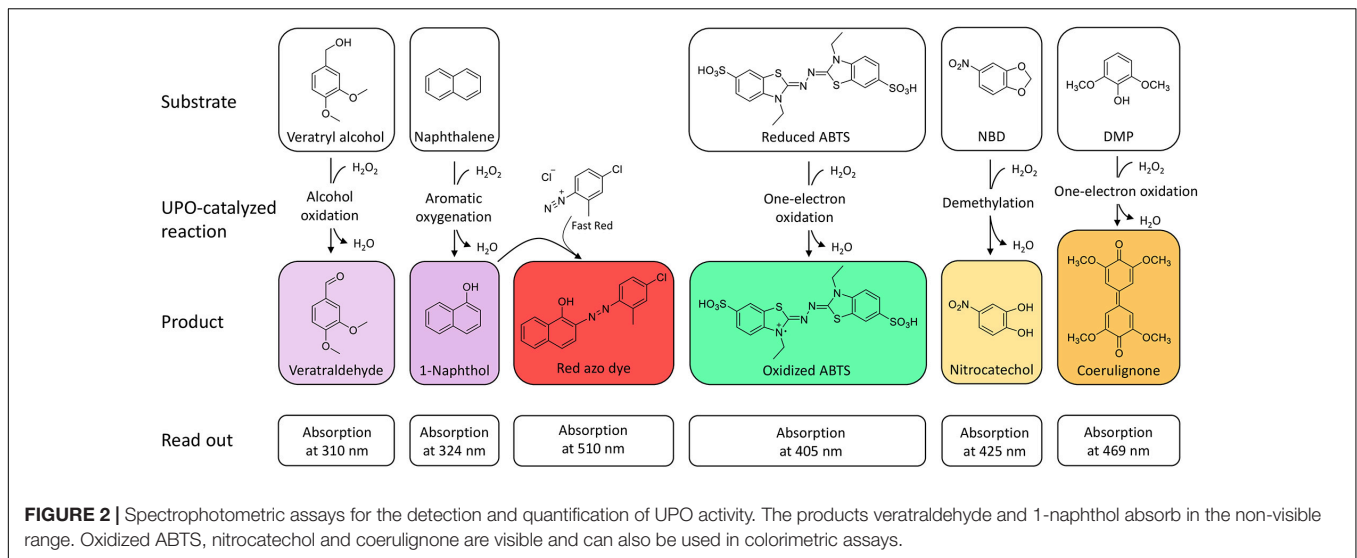 Substrate
OH
O
O
Veratryl alcohol
Naphthalene
HO₃S
S
N
N
N
N
S
SO₃H
Reduced ABTS
O₂N
O
O
NBD
H₃CO
OCH₃
OH
DMP
UPO-catalyzed
reaction
H₂O₂
Alcohol
oxidation
H₂O
H₂O₂
Aromatic
oxygenation
H₂O
Cl⁻
Cl
N≡N⁺
Fast Red
H₂O₂
One-electron
oxidation
H₂O
H₂O₂
Demethylation
H₂O
H₂O₂
One-electron oxidation
H₂O
Product
O
O
O
Veratraldehyde
OH
1-Naphthol
OH
N
N
Cl
Red azo dye
HO₃S
S
N
+•
N
N
N
S
SO₃H
Oxidized ABTS
O₂N
OH
OH
Nitrocatechol
O
OCH₃
OCH₃
OCH₃
OCH₃
O
Coerulignone
Read out
Absorption
at 310 nm
Absorption
at 324 nm
Absorption
at 510 nm
Absorption
at 405 nm
Absorption
at 425 nm
Absorption
at 469 nm
FIGURE 2 | Spectrophotometric assays for the detection and quantification of UPO activity. The products veratraldehyde and 1-naphthol absorb in the non-visible
range. Oxidized ABTS, nitrocatechol and coerulignone are visible and can also be used in colorimetric assays.